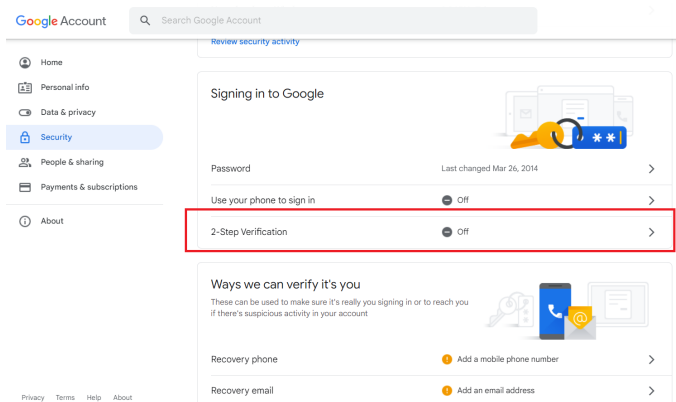 Google Account
Search Google Account
Review security activity
Home
Personal info
Data & privacy
Security
People & sharing
Payments & subscriptions
About
Signing in to Google
**
Password Last changed Mar 26, 2014
Use your phone to sign in Off
2-Step Verification Off
Ways we can verify it's you
These can be used to make sure it's really you signing in or to reach you
if there's suspicious activity in your account
@
Recovery phone ! Add a mobile phone number
Recovery email ! Add an email address
Privacy Terms Help About